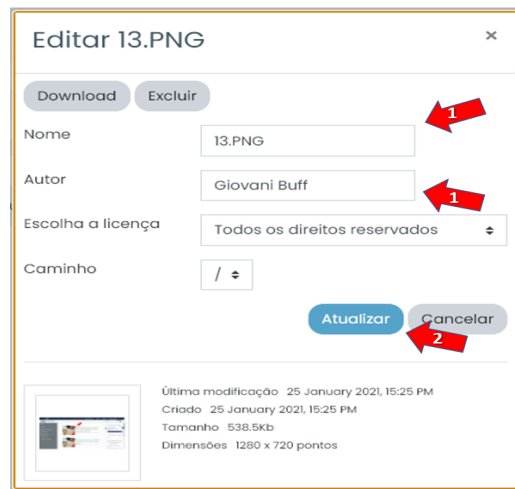 Editar 13.PNG ×
Download Excluir
1
Nome 13.PNG
Autor Giovani Buff
1
Escolha a licença Todos os direitos reservados
Caminho /
Atualizar Cancelar
2
Última modificação 25 January 2021, 15:25 PM
Criado 25 January 2021, 15:25 PM
Tamanho 538.5Kb
Dimensões 1280 x 720 pontos